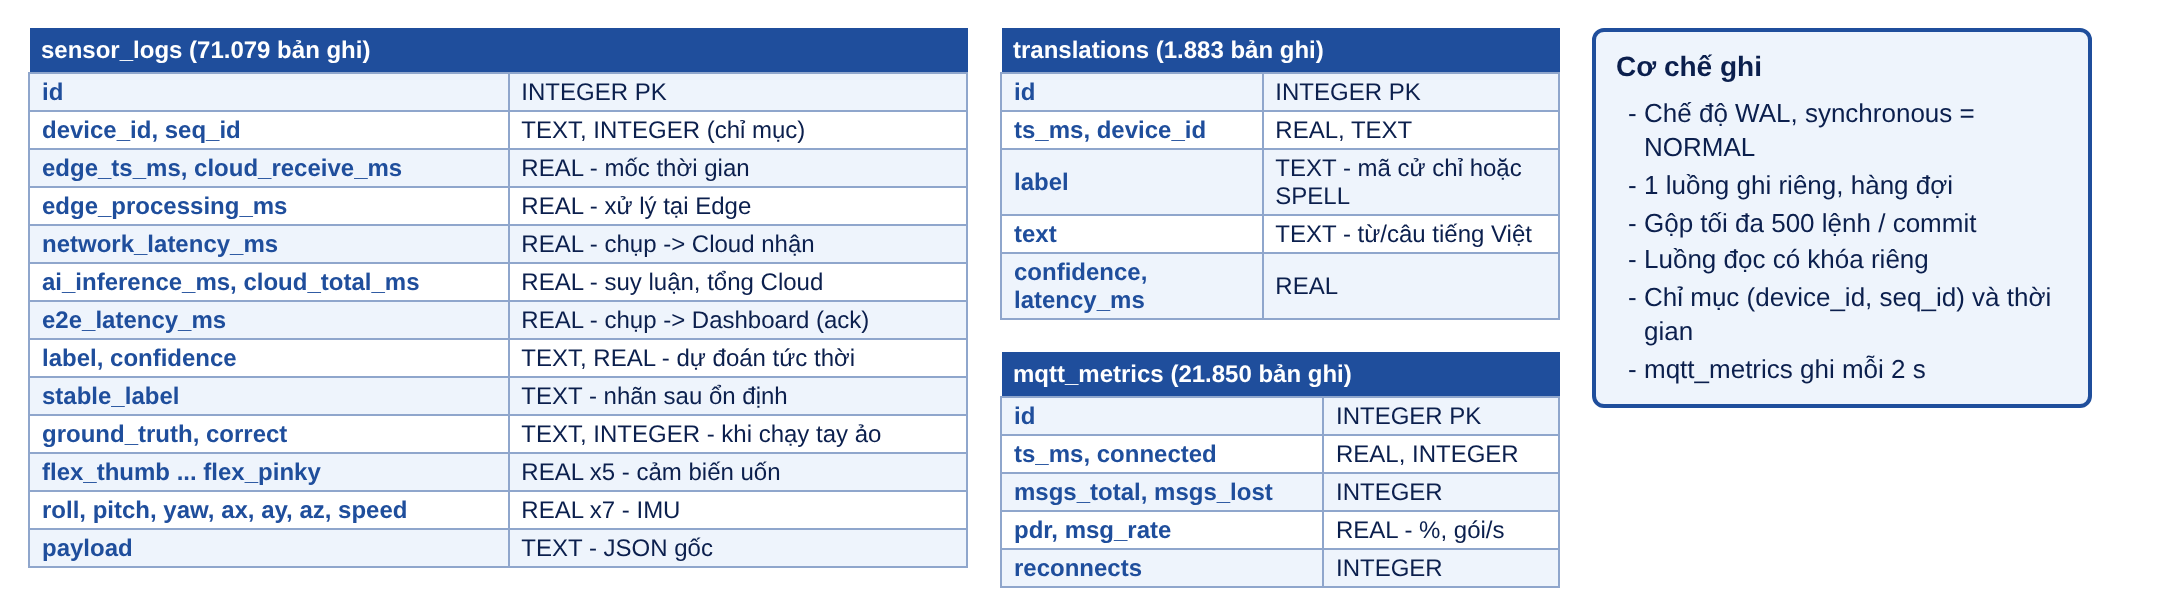 sensor_logs (71.079 bản ghi)
id INTEGER PK
device_id, seq_id TEXT, INTEGER (chỉ mục)
edge_ts_ms, cloud_receive_ms REAL - mốc thời gian
edge_processing_ms REAL - xử lý tại Edge
network_latency_ms REAL - chụp -> Cloud nhận
ai_inference_ms, cloud_total_ms REAL - suy luận, tổng Cloud
e2e_latency_ms REAL - chụp -> Dashboard (ack)
label, confidence TEXT, REAL - dự đoán tức thời
stable_label TEXT - nhãn sau ổn định
ground_truth, correct TEXT, INTEGER - khi chạy tay ảo
flex_thumb ... flex_pinky REAL x5 - cảm biến uốn
roll, pitch, yaw, ax, ay, az, speed REAL x7 - IMU
payload TEXT - JSON gốc
translations (1.883 bản ghi)
id INTEGER PK
ts_ms, device_id REAL, TEXT
label TEXT - mã cử chỉ hoặc
SPELL
text TEXT - từ/câu tiếng Việt
confidence,
latency_ms REAL
mqtt_metrics (21.850 bản ghi)
id INTEGER PK
ts_ms, connected REAL, INTEGER
msgs_total, msgs_lost INTEGER
pdr, msg_rate REAL - %, gói/s
reconnects INTEGER
Cơ chế ghi
- Chế độ WAL, synchronous =
NORMAL
- 1 luồng ghi riêng, hàng đợi
- Gộp tối đa 500 lệnh / commit
- Luồng đọc có khóa riêng
- Chỉ mục (device_id, seq_id) và thời
gian
- mqtt_metrics ghi mỗi 2 s